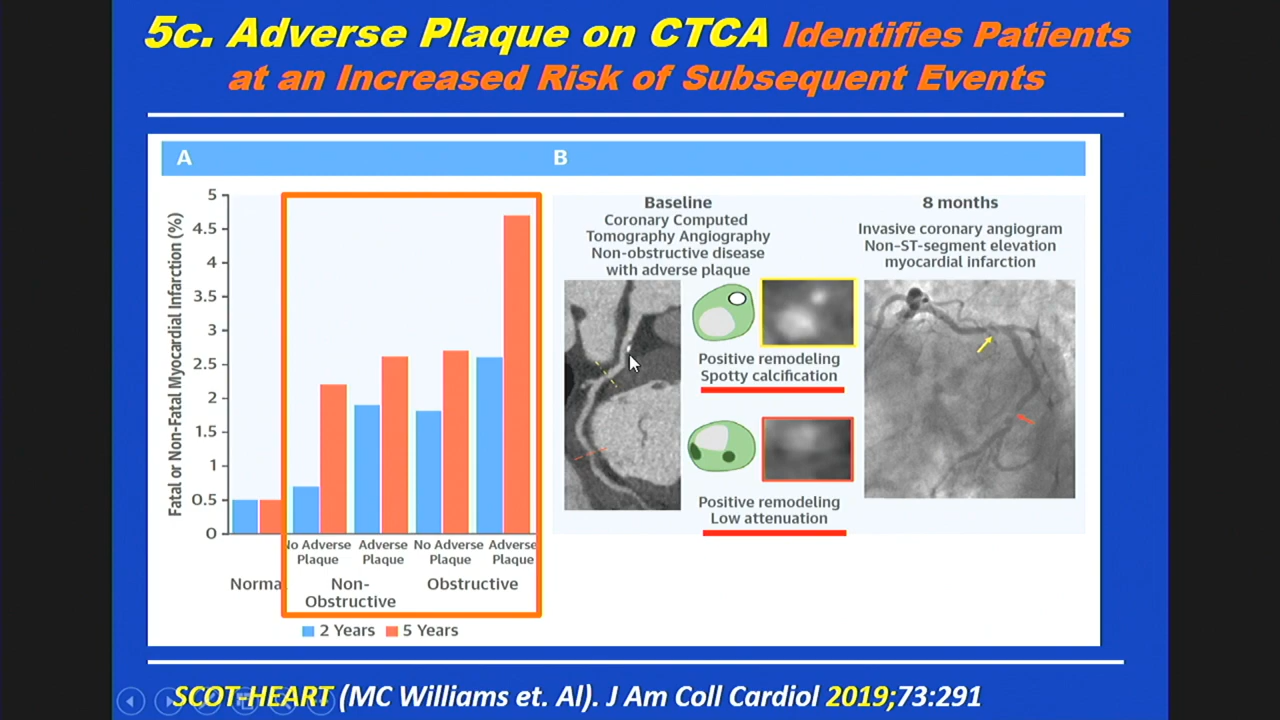 5c. Adverse Plaque on CTCA Identifies Patients
at an Increased Risk of Subsequent Events
A
B
Fatal or Non-Fatal Myocardial Infarction (%)
5
4.5
4
3.5
3
2.5
2
1.5
1
0.5
0
No Adverse
Plaque
Adverse
Plaque
No Adverse
Plaque
Adverse
Plaque
Norma
Non-
Obstructive
Obstructive
2 Years
5 Years
Baseline
Coronary Computed
Tomography Angiography
Non-obstructive disease
with adverse plaque
Positive remodeling
Spotty calcification
Positive remodeling
Low attenuation
8 months
Invasive coronary angiogram
Non-ST-segment elevation
myocardial infarction
SCOT-HEART (MC Williams et. Al). J Am Coll Cardiol 2019;73:291